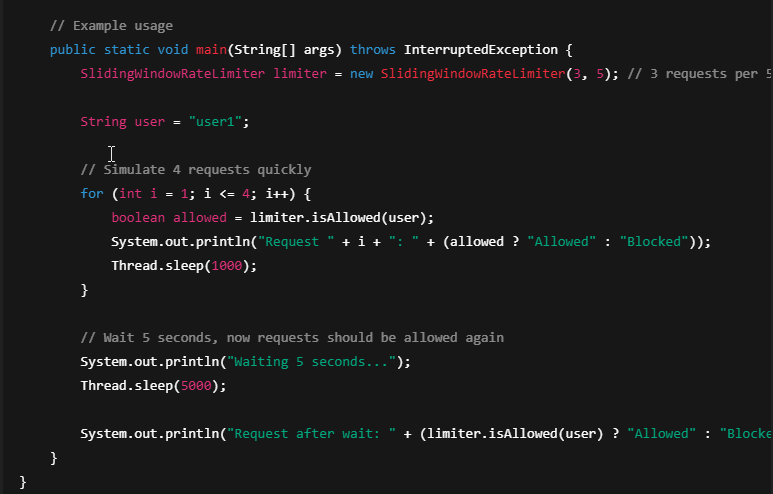 // Example usage
public static void main(String[] args) throws InterruptedException {
SlidingWindowRateLimiter limiter = new SlidingWindowRateLimiter(3, 5); // 3 requests per 5
String user = "user1";
// Simulate 4 requests quickly
for (int i = 1; i <= 4; i++) {
boolean allowed = limiter.isAllowed(user);
System.out.println("Request " + i + ": " + (allowed ? "Allowed" : "Blocked"));
Thread.sleep(1000);
}
// Wait 5 seconds, now requests should be allowed again
System.out.println("Waiting 5 seconds...");
Thread.sleep(5000);
System.out.println("Request after wait: " + (limiter.isAllowed(user) ? "Allowed" : "Blocke
}
}